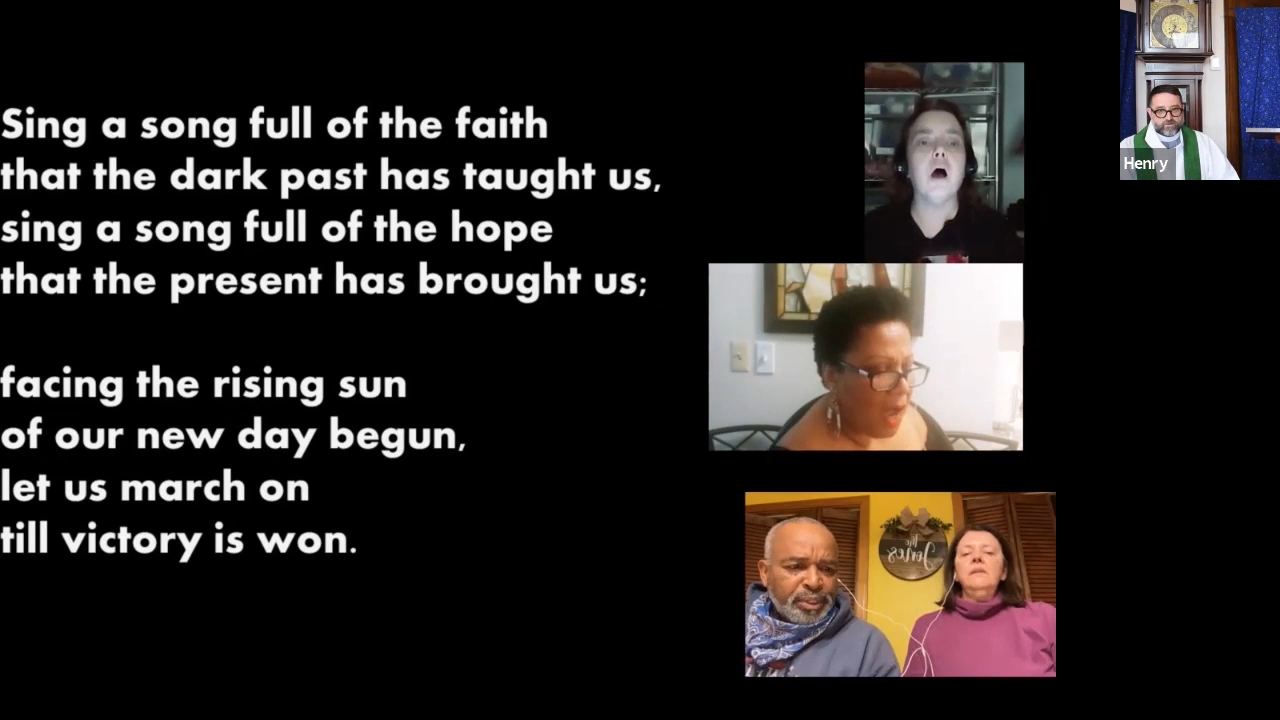 Sing a song full of the faith
that the dark past has taught us,
sing a song full of the hope
that the present has brought us;
facing the rising sun
of our new day begun,
let us march on
till victory is won.
Henry
The
Jones